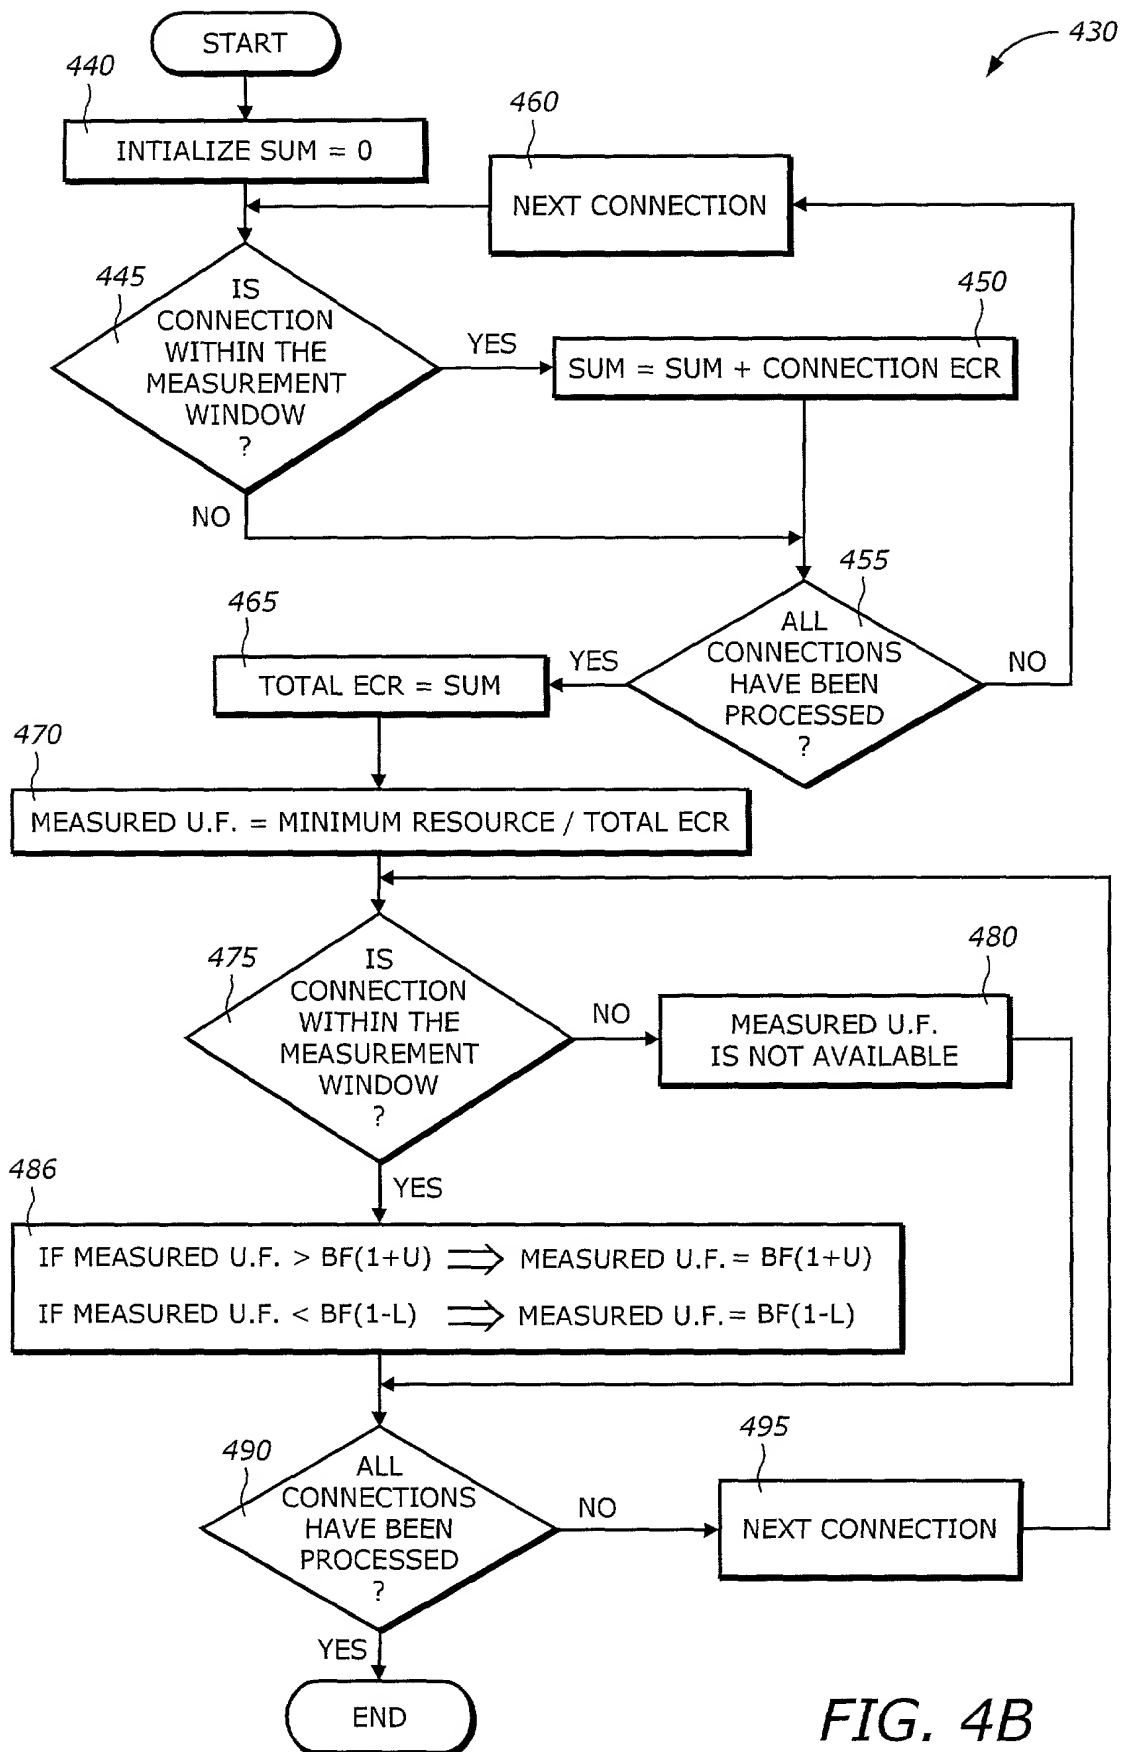 START
430
440
INTIALIZE SUM = 0
460
NEXT CONNECTION
445
IS
CONNECTION
WITHIN THE
MEASUREMENT
WINDOW
?
YES
450
SUM = SUM + CONNECTION ECR
NO
455
ALL
CONNECTIONS
HAVE BEEN
PROCESSED
?
NO
YES
465
TOTAL ECR = SUM
470
MEASURED U.F. = MINIMUM RESOURCE / TOTAL ECR
475
IS
CONNECTION
WITHIN THE
MEASUREMENT
WINDOW
?
NO
480
MEASURED U.F.
IS NOT AVAILABLE
YES
486
IF MEASURED U.F. > BF(1+U) ⟹ MEASURED U.F. = BF(1+U)
IF MEASURED U.F. < BF(1-L) ⟹ MEASURED U.F. = BF(1-L)
490
ALL
CONNECTIONS
HAVE BEEN
PROCESSED
?
NO
495
NEXT CONNECTION
YES
END
FIG. 4B